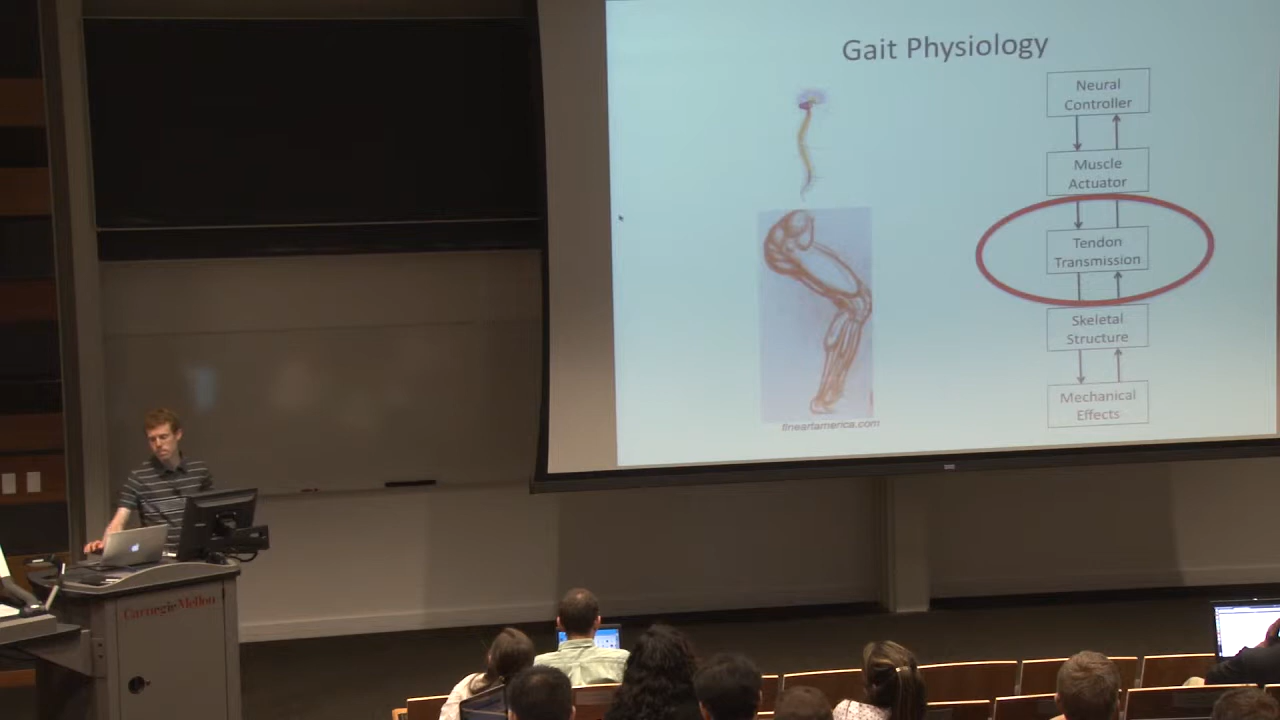 Gait Physiology
Neural
Controller
Muscle
Actuator
Tendon
Transmission
Skeletal
Structure
Mechanical
Effects
fineartamerica.com
Carnegie Mellon